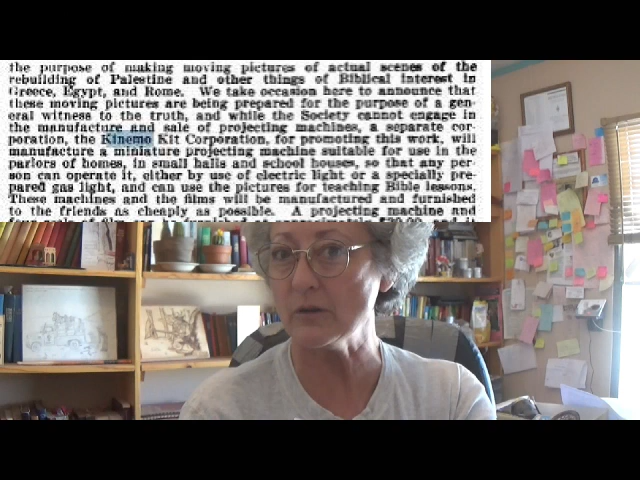 the purpose of making moving pictures of actual scenes of the
rebuilding of Palestine and other things of Biblical interest in
Greece, Egypt, and Rome. We take occasion here to announce that
these moving pictures are being prepared for the purpose of a gen-
eral witness to the truth, and while the Society cannot engage in
the manufacture and sale of projecting machines, a separate cor-
poration, the Kinemo Kit Corporation, for promoting this work, will
manufacture a miniature projecting machine suitable for use in the
parlors of homes, in small halls and school houses, so that any per-
son can operate it, either by use of electric light or a specially pre-
pared gas light, and can use the pictures for teaching Bible lessons.
These machines and the films will be manufactured and furnished
to the friends as cheaply as possible. A projecting machine and